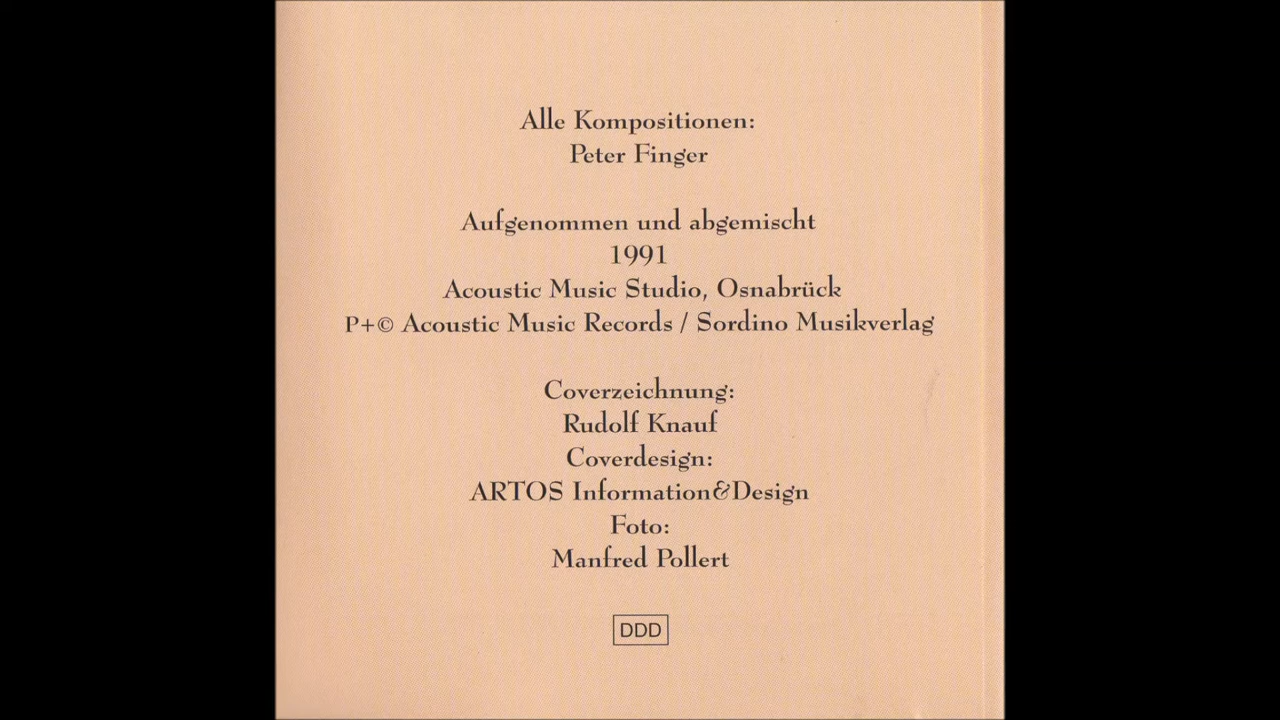 Alle Kompositionen:
Peter Finger
Aufgenommen und abgemischt
1991
Acoustic Music Studio, Osnabrück
P+© Acoustic Music Records / Sordino Musikverlag
Coverzeichnung:
Rudolf Knauf
Coverdesign:
ARTOS Information&Design
Foto:
Manfred Pollert
DDD